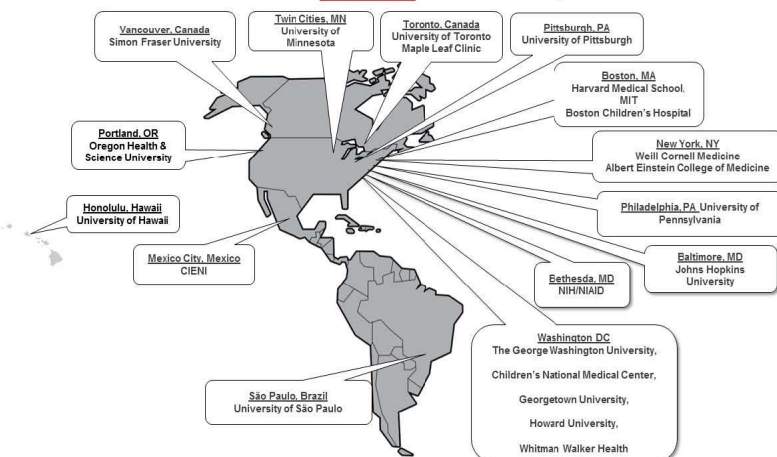 Vancouver, Canada
Simon Fraser University
Twin Cities, MN
University of
Minnesota
Toronto, Canada
University of Toronto
Maple Leaf Clinic
Pittsburgh, PA
University of Pittsburgh
Boston, MA
Harvard Medical School,
MIT
Boston Children's Hospital
Portland, OR
Oregon Health &
Science University
New York, NY
Weill Cornell Medicine
Albert Einstein College of Medicine
Honolulu, Hawaii
University of Hawaii
Philadelphia, PA University of
Pennsylvania
Mexico City, Mexico
CIENI
Baltimore, MD
Johns Hopkins
University
Bethesda, MD
NIH/NIAID
Washington DC
The George Washington University,
Children's National Medical Center,
Georgetown University,
Howard University,
Whitman Walker Health
São Paulo, Brazil
University of São Paulo